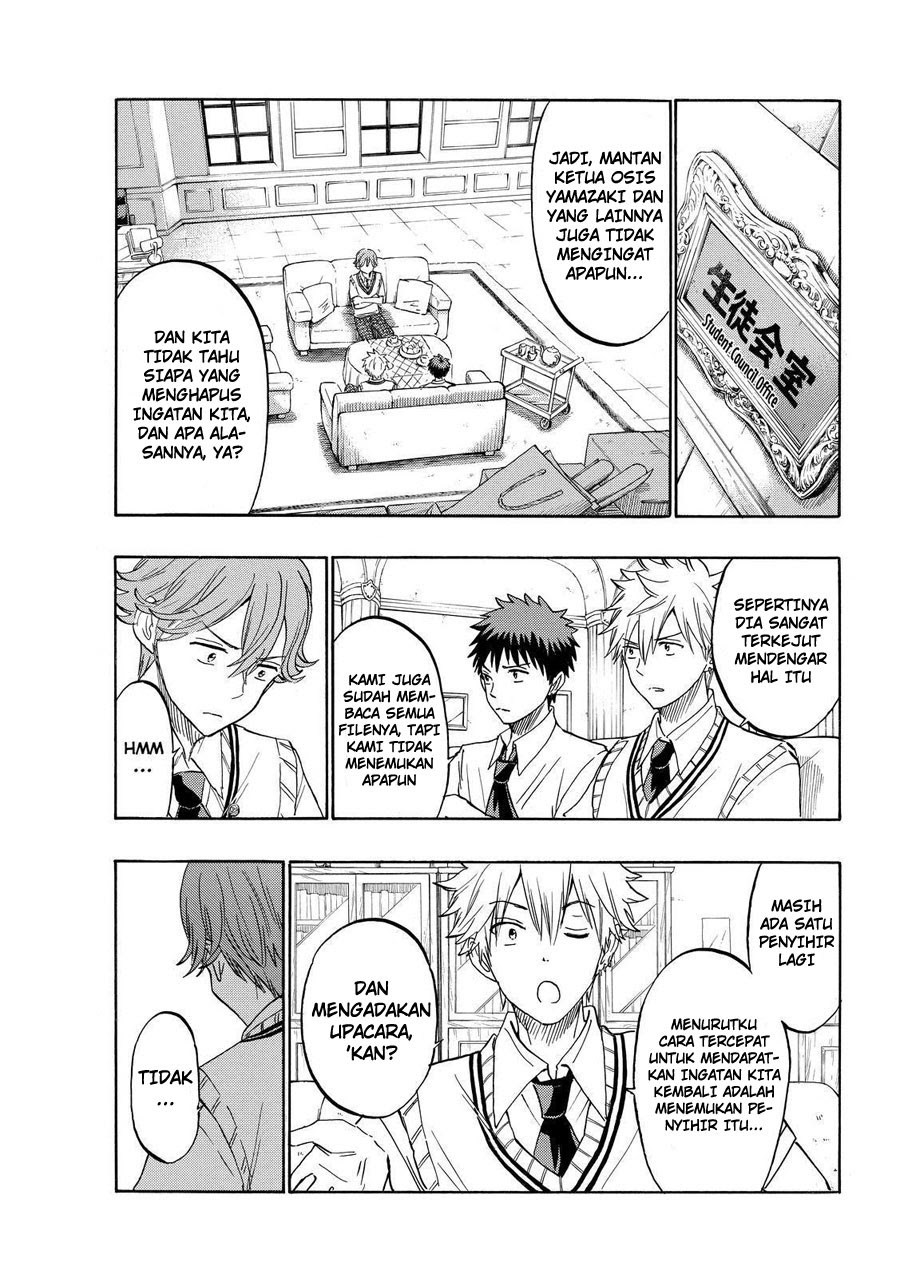 生徒会室
Student Council Office
JADI, MANTAN
KETUA OSIS
YAMAZAKI DAN
YANG LAINNYA
JUGA TIDAK
MENGINGAT
APAPUN...
DAN KITA
TIDAK TAHU
SIAPA YANG
MENGHAPUS
INGATAN KITA,
DAN APA ALA-
SANNYA, YA?
SEPERTINYA
DIA SANGAT
TERKEJUT
MENDENGAR
HAL ITU
KAMI JUGA
SUDAH MEM-
BACA SEMUA
FILENYA, TAPI
KAMI TIDAK
MENEMUKAN
APAPUN
HMM
...
MASIH
ADA SATU
PENYIHIR
LAGI
MENURUTKU
CARA TERCEPAT
UNTUK MENDAPAT-
KAN INGATAN KITA
KEMBALI ADALAH
MENEMUKAN PE-
NYIHIR ITU...
DAN
MENGADAKAN
UPACARA,
'KAN?
TIDAK
...